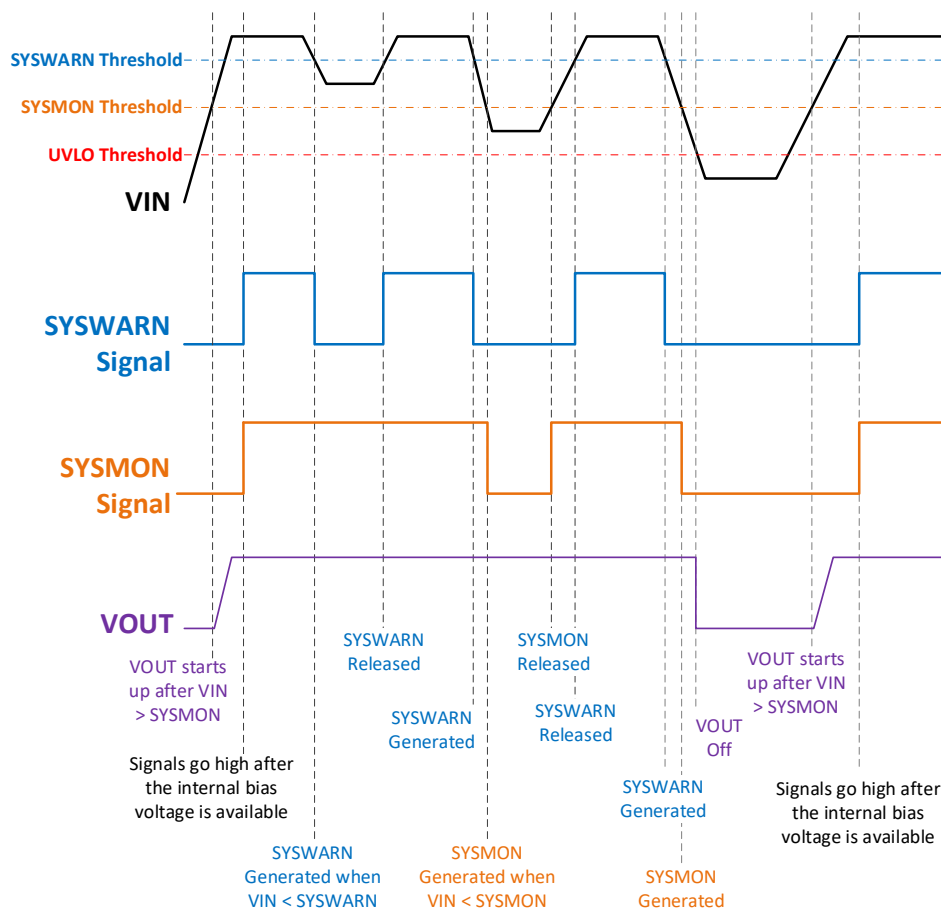 SYSWARN Threshold
SYSMON Threshold
UVLO Threshold
VIN
SYSWARN
Signal
SYSMON
Signal
VOUT
VOUT starts
up after VIN
> SYSMON
Signals go high after
the internal bias
voltage is available
SYSWARN
Generated when
VIN < SYSWARN
SYSWARN
Released
SYSWARN
Generated
SYSMON
Generated when
VIN < SYSMON
SYSMON
Released
SYSWARN
Released
SYSWARN
Generated
SYSMON
Generated
VOUT
Off
VOUT starts
up after VIN
> SYSMON
Signals go high after
the internal bias
voltage is available